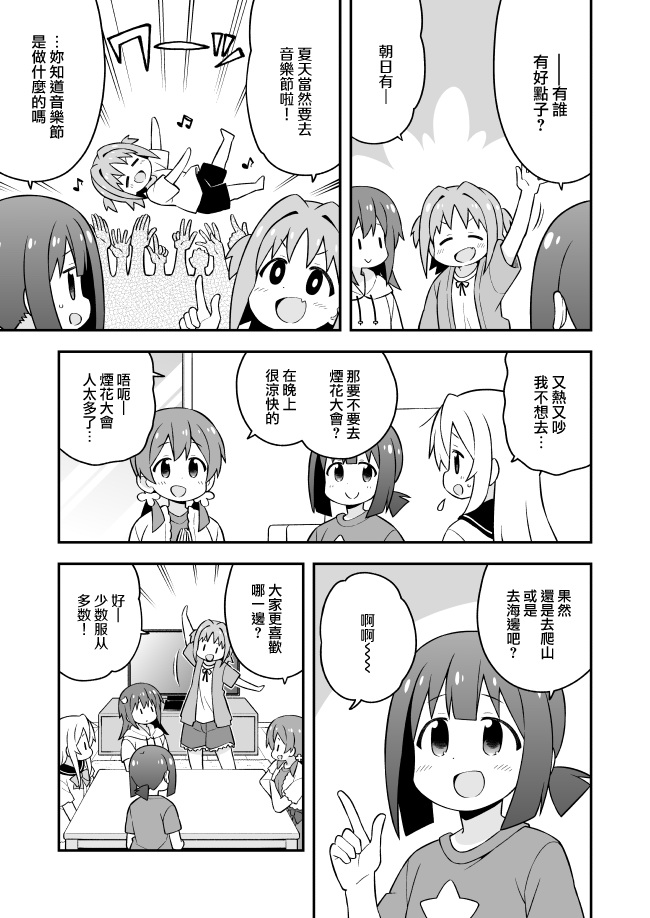 ——有誰
有好點子？
朝日有—
夏天當然要去
音樂節啦！
…妳知道音樂節
是做什麼的嗎
又熱又吵
我不想去…
那要不要去
煙花大會？
在晚上
很涼快的
唔呃—
煙花大會
人太多了…
果然
還是去爬山
或是
去海邊吧？
啊啊～～
大家更喜歡
哪一邊？
好—
少数服从
多数！